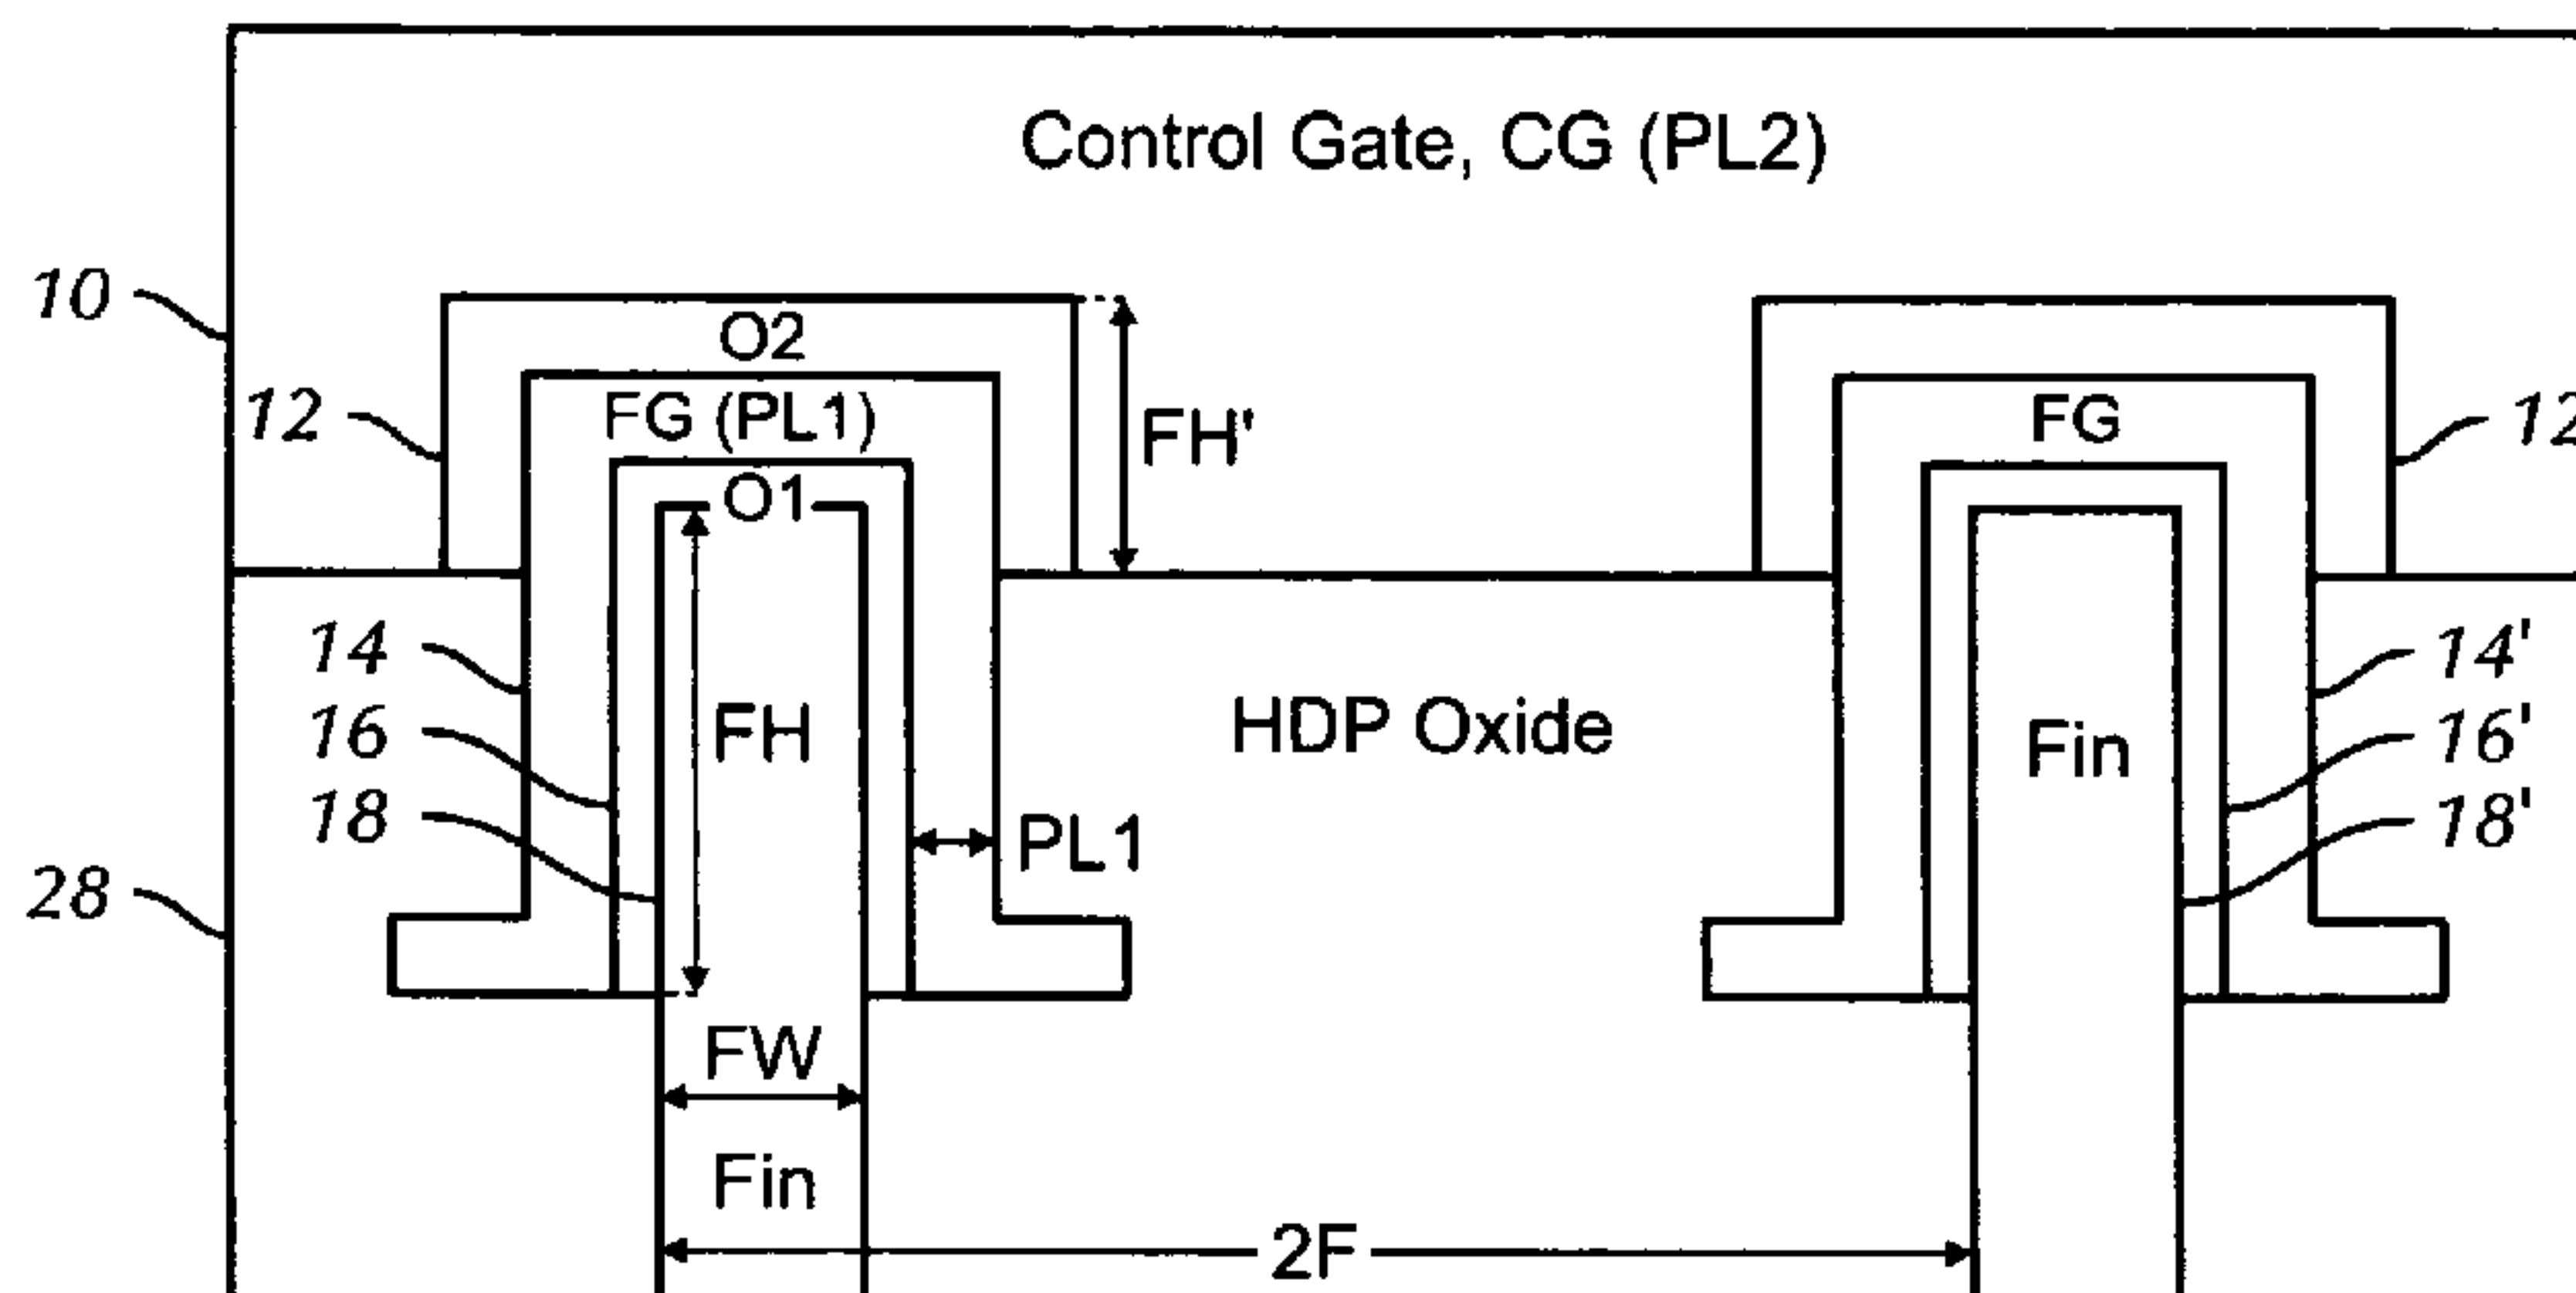 Control Gate, CG (PL2)
10
O2
12
FG (PL1)
FH'
FG
12
O1
14
14'
16
FH
HDP Oxide
Fin
16'
18
PL1
18'
28
FW
Fin
2F